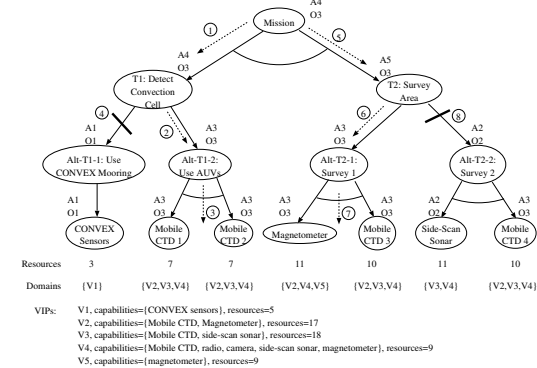 A4
O3
Mission
1
5
A4
O3
A5
O3
T1: Detect
Convection
Cell
T2: Survey
Area
4
2
6
8
A1
O1
A3
O3
A3
O3
A2
O2
Alt-T1-1: Use
CONVEX Mooring
Alt-T1-2:
Use AUVs
Alt-T2-1:
Survey 1
Alt-T2-2:
Survey 2
A1
O1
A3
O3
A3
O3
A3
O3
A3
O3
A2
O2
A3
O3
3
7
CONVEX
Sensors
Mobile
CTD 1
Mobile
CTD 2
Magnetometer
Mobile
CTD 3
Side-Scan
Sonar
Mobile
CTD 4
Resources 3 7 7 11 10 11 10
Domains {V1} {V2,V3,V4} {V2,V3,V4} {V2,V4,V5} {V2,V3,V4} {V3,V4} {V2,V3,V4}
VIPs: V1, capabilities={CONVEX sensors}, resources=5
V2, capabilities={Mobile CTD, Magnetometer}, resources=17
V3, capabilities={Mobile CTD, side-scan sonar}, resources=18
V4, capabilities={Mobile CTD, radio, camera, side-scan sonar, magnetometer}, resources=9
V5, capabilities={magnetometer}, resources=9